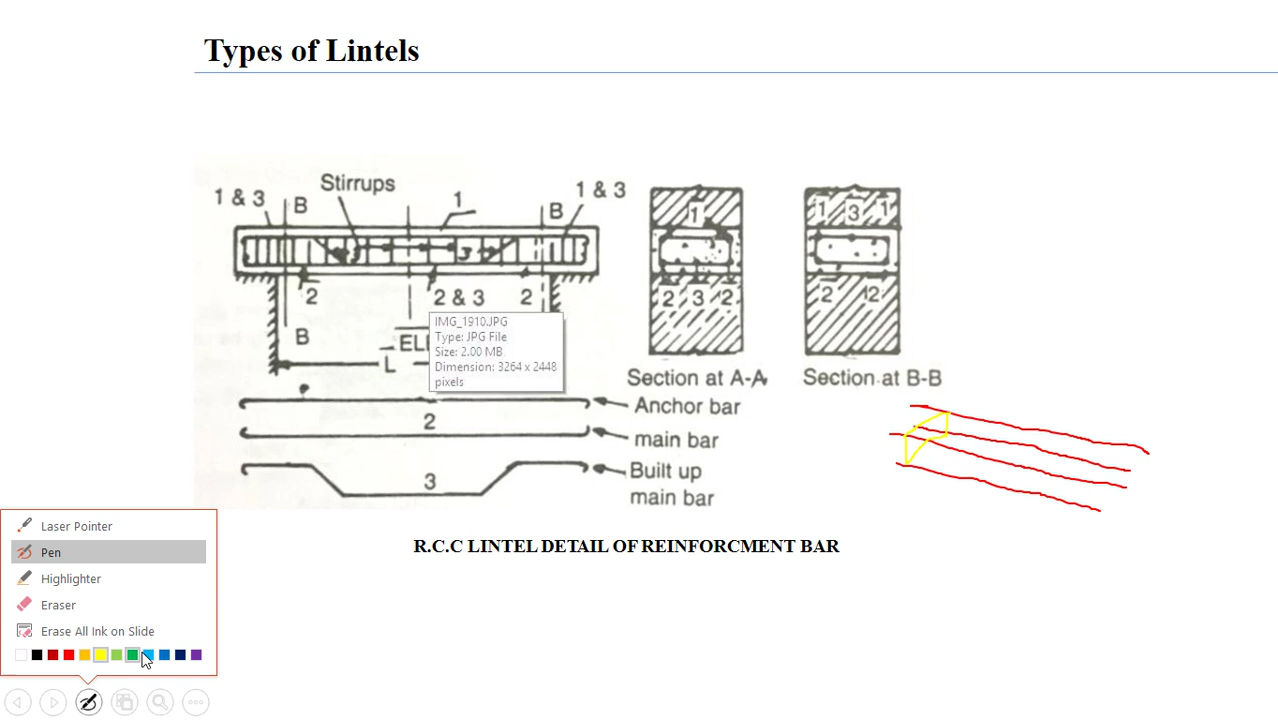 Types of Lintels
Stirrups
1 & 3
B
1
B
1 & 3
3
2
2 & 3
2
B
L
IMG_1910.JPG
Type: JPG File
Size: 2.00 MB
Dimension: 3264 x 2448
pixels
1
2 3 2
Section at A-A
1 3 1
2 2
Section at B-B
Anchor bar
2
main bar
3
Built up
main bar
R.C.C LINTEL DETAIL OF REINFORCMENT BAR
Laser Pointer
Pen
Highlighter
Eraser
Erase All Ink on Slide